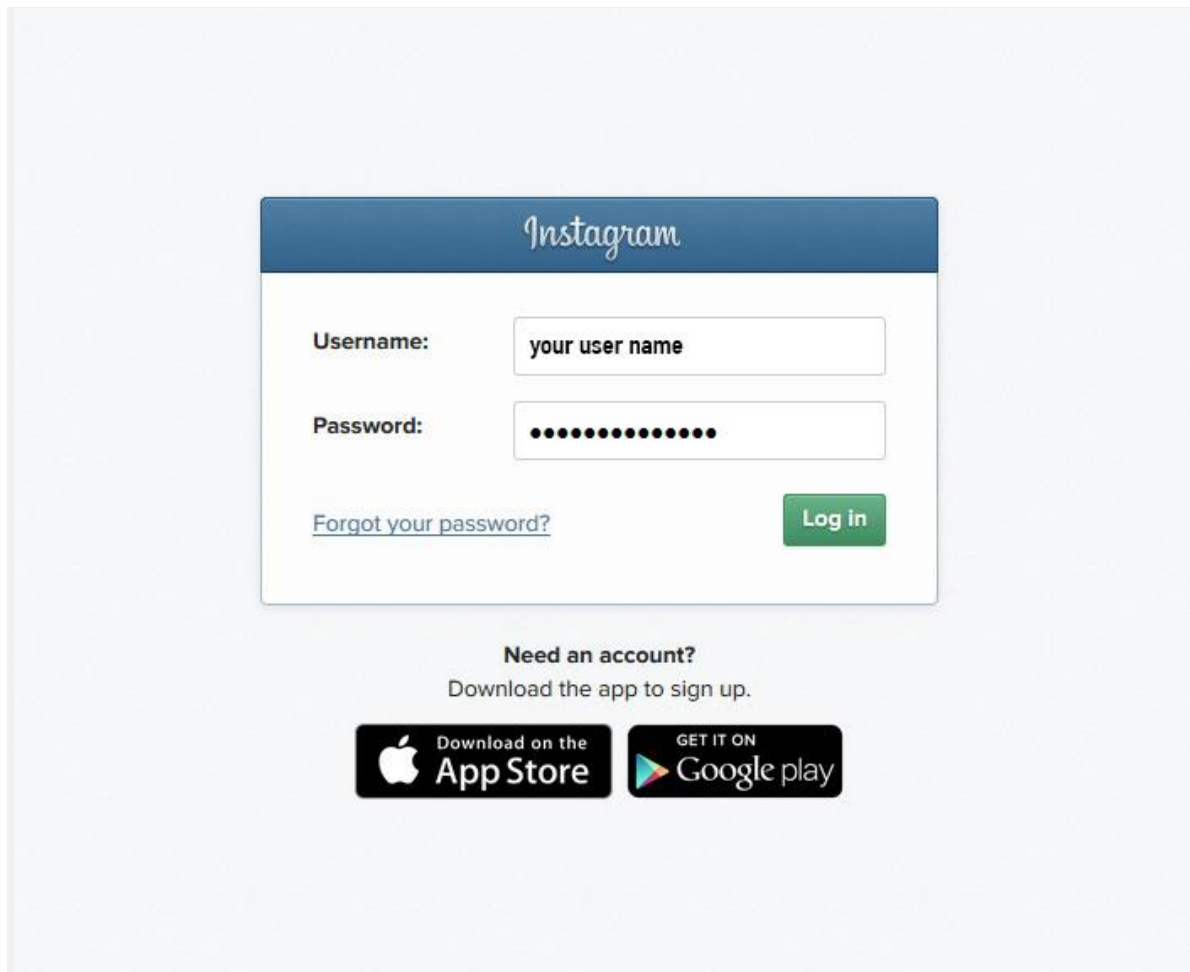 Instagram
Username:
your user name
Password:
••••••••••••••
Forgot your password?
Log in
Need an account?
Download the app to sign up.
Download on the
App Store
GET IT ON
Google play